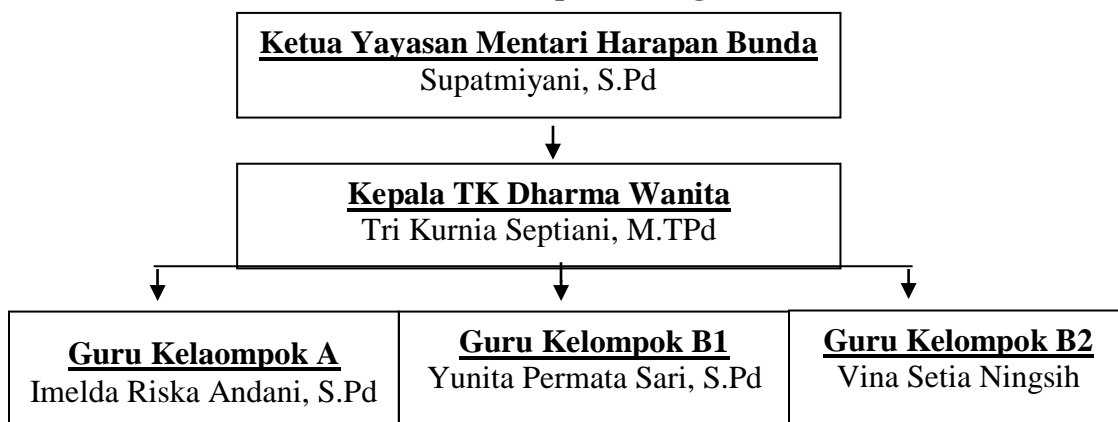 Ketua Yayasan Mentari Harapan Bunda
Supatmiyani, S.Pd
Kepala TK Dharma Wanita
Tri Kurnia Septiani, M.TPd
Guru Kelaompok A
Imelda Riska Andani, S.Pd
Guru Kelompok B1
Yunita Permata Sari, S.Pd
Guru Kelompok B2
Vina Setia Ningsih